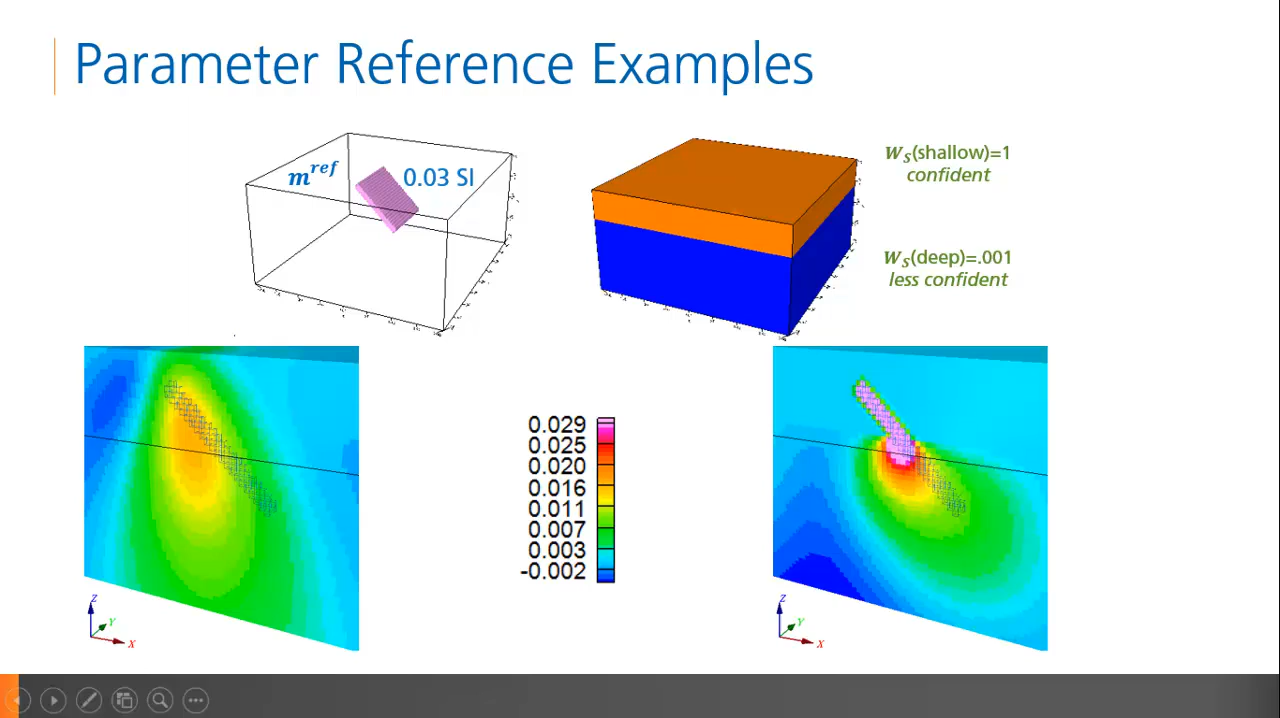 Parameter Reference Examples
m^ref
0.03 SI
W_S(shallow)=1
confident
W_S(deep)=.001
less confident
0.029
0.025
0.020
0.016
0.011
0.007
0.003
-0.002
Z
Y
X
Z
Y
X